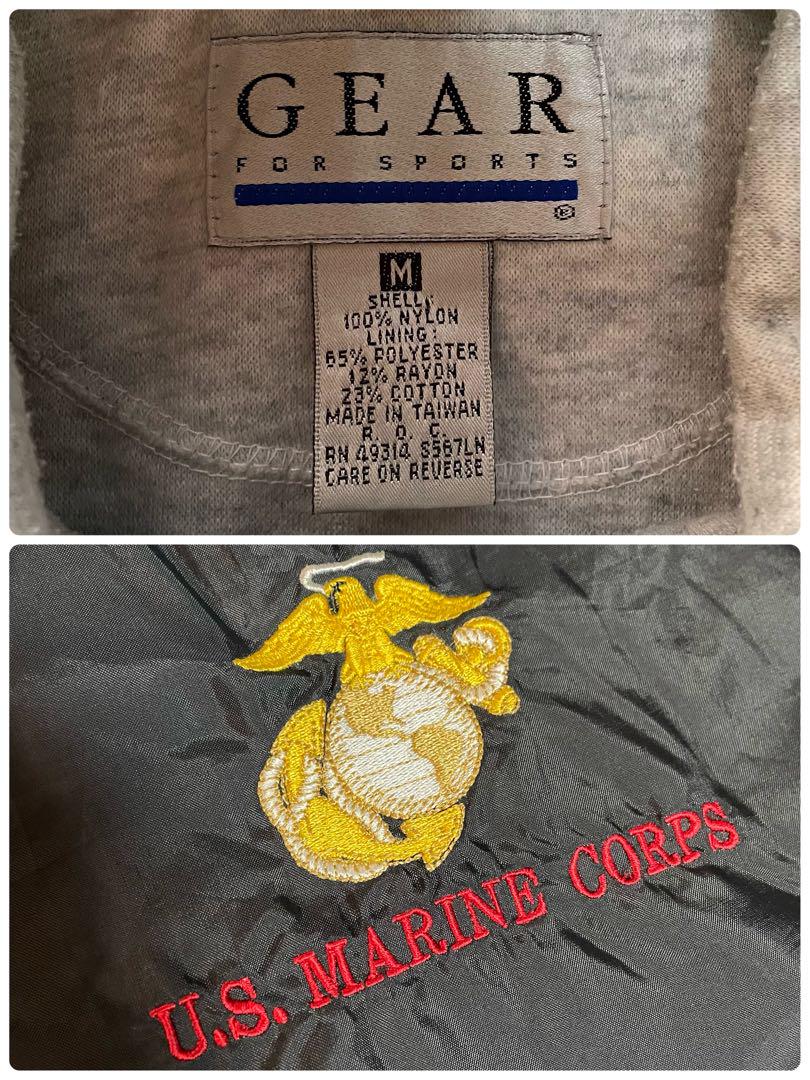 GEAR
FOR SPORTS
®
M
SHELL:
100% NYLON
LINING:
65% POLYESTER
12% RAYON
23% COTTON
MADE IN TAIWAN
R. O. C.
RN 49314 S567LN
CARE ON REVERSE
U.S. MARINE CORPS